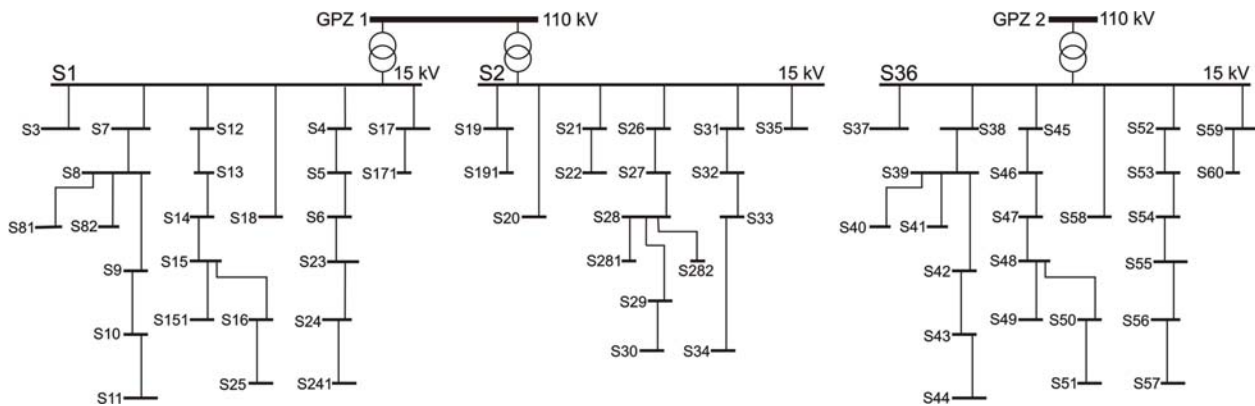 GPZ 1 110 kV GPZ 2 110 kV
S1 15 kV S2 15 kV S36 15 kV
S3 S7 S12 S4 S17 S19 S21 S26 S31 S35 S37 S38 S45 S52 S59
S8 S13 S5 S171 S191 S22 S27 S32 S39 S46 S53 S60
S81 S82 S14 S18 S6 S20 S28 S33 S40 S41 S47 S58 S54
S9 S15 S23 S281 S282 S42 S48 S55
S29
S10 S151 S16 S24 S43 S49 S50 S56
S30 S34
S11 S25 S241 S44 S51 S57